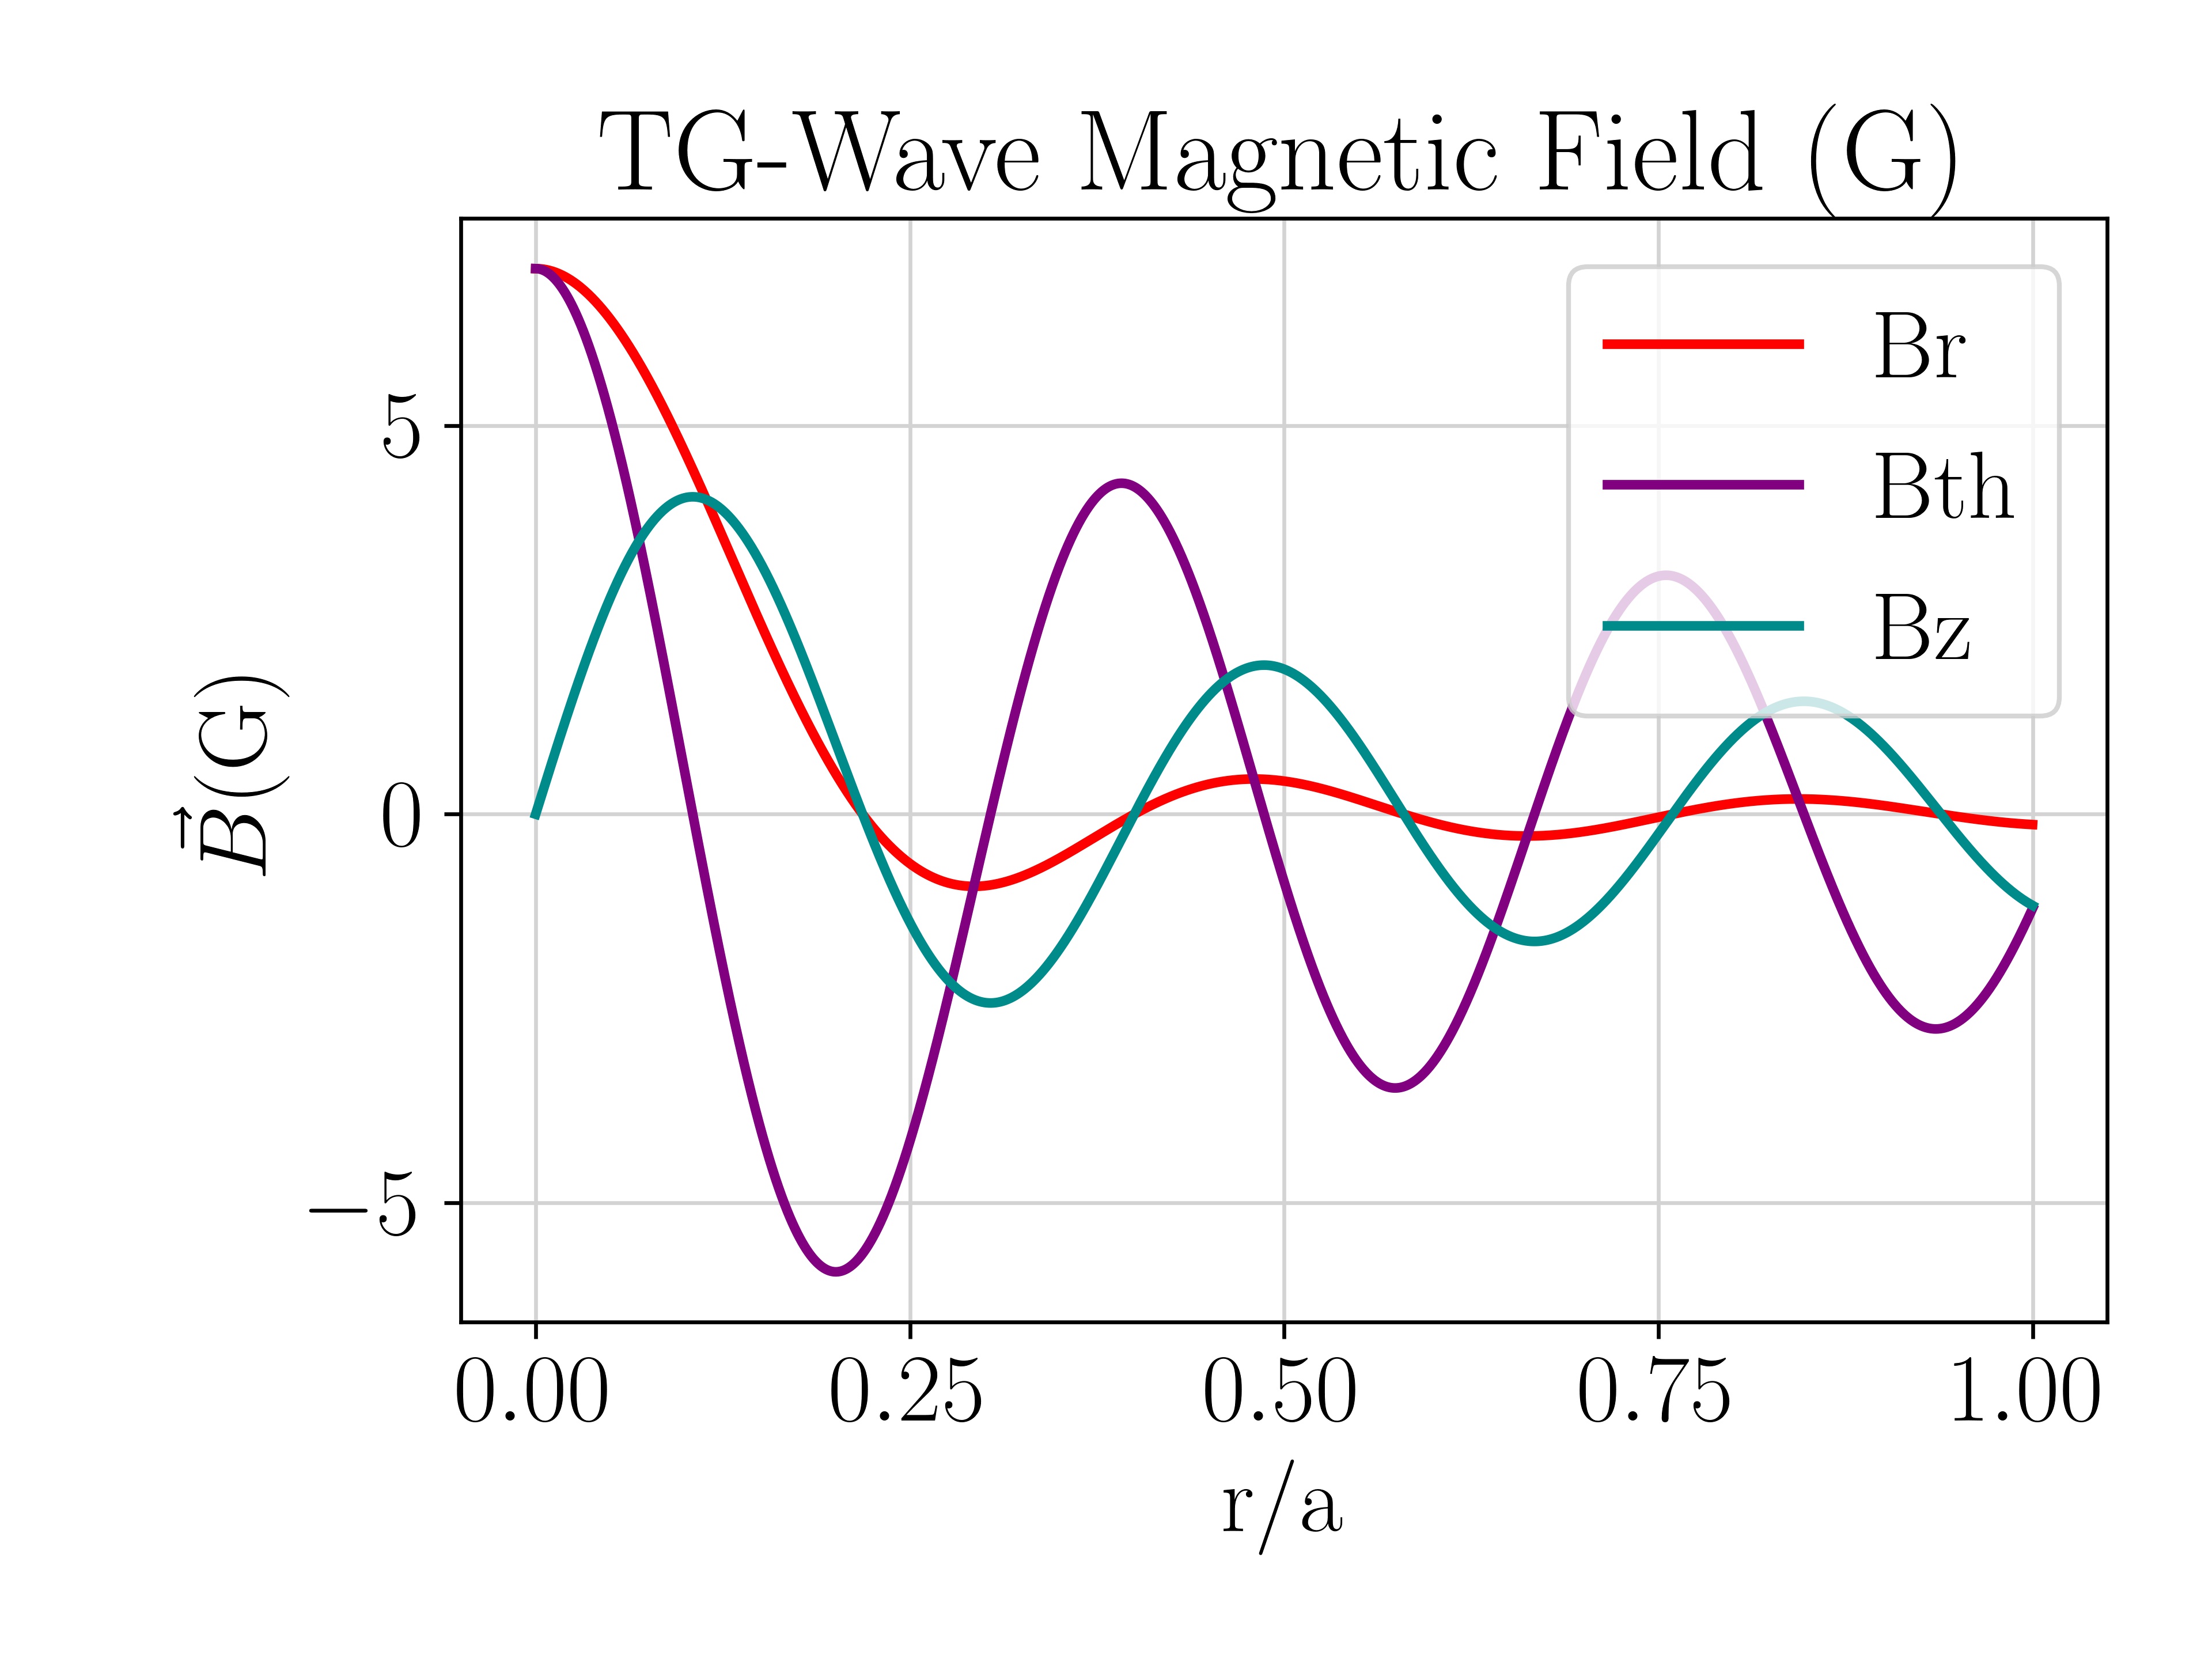 TG-Wave Magnetic Field (G)
Br
Bth
Bz
5
0
−5
B⃗(G)
0.00 0.25 0.50 0.75 1.00
r/a